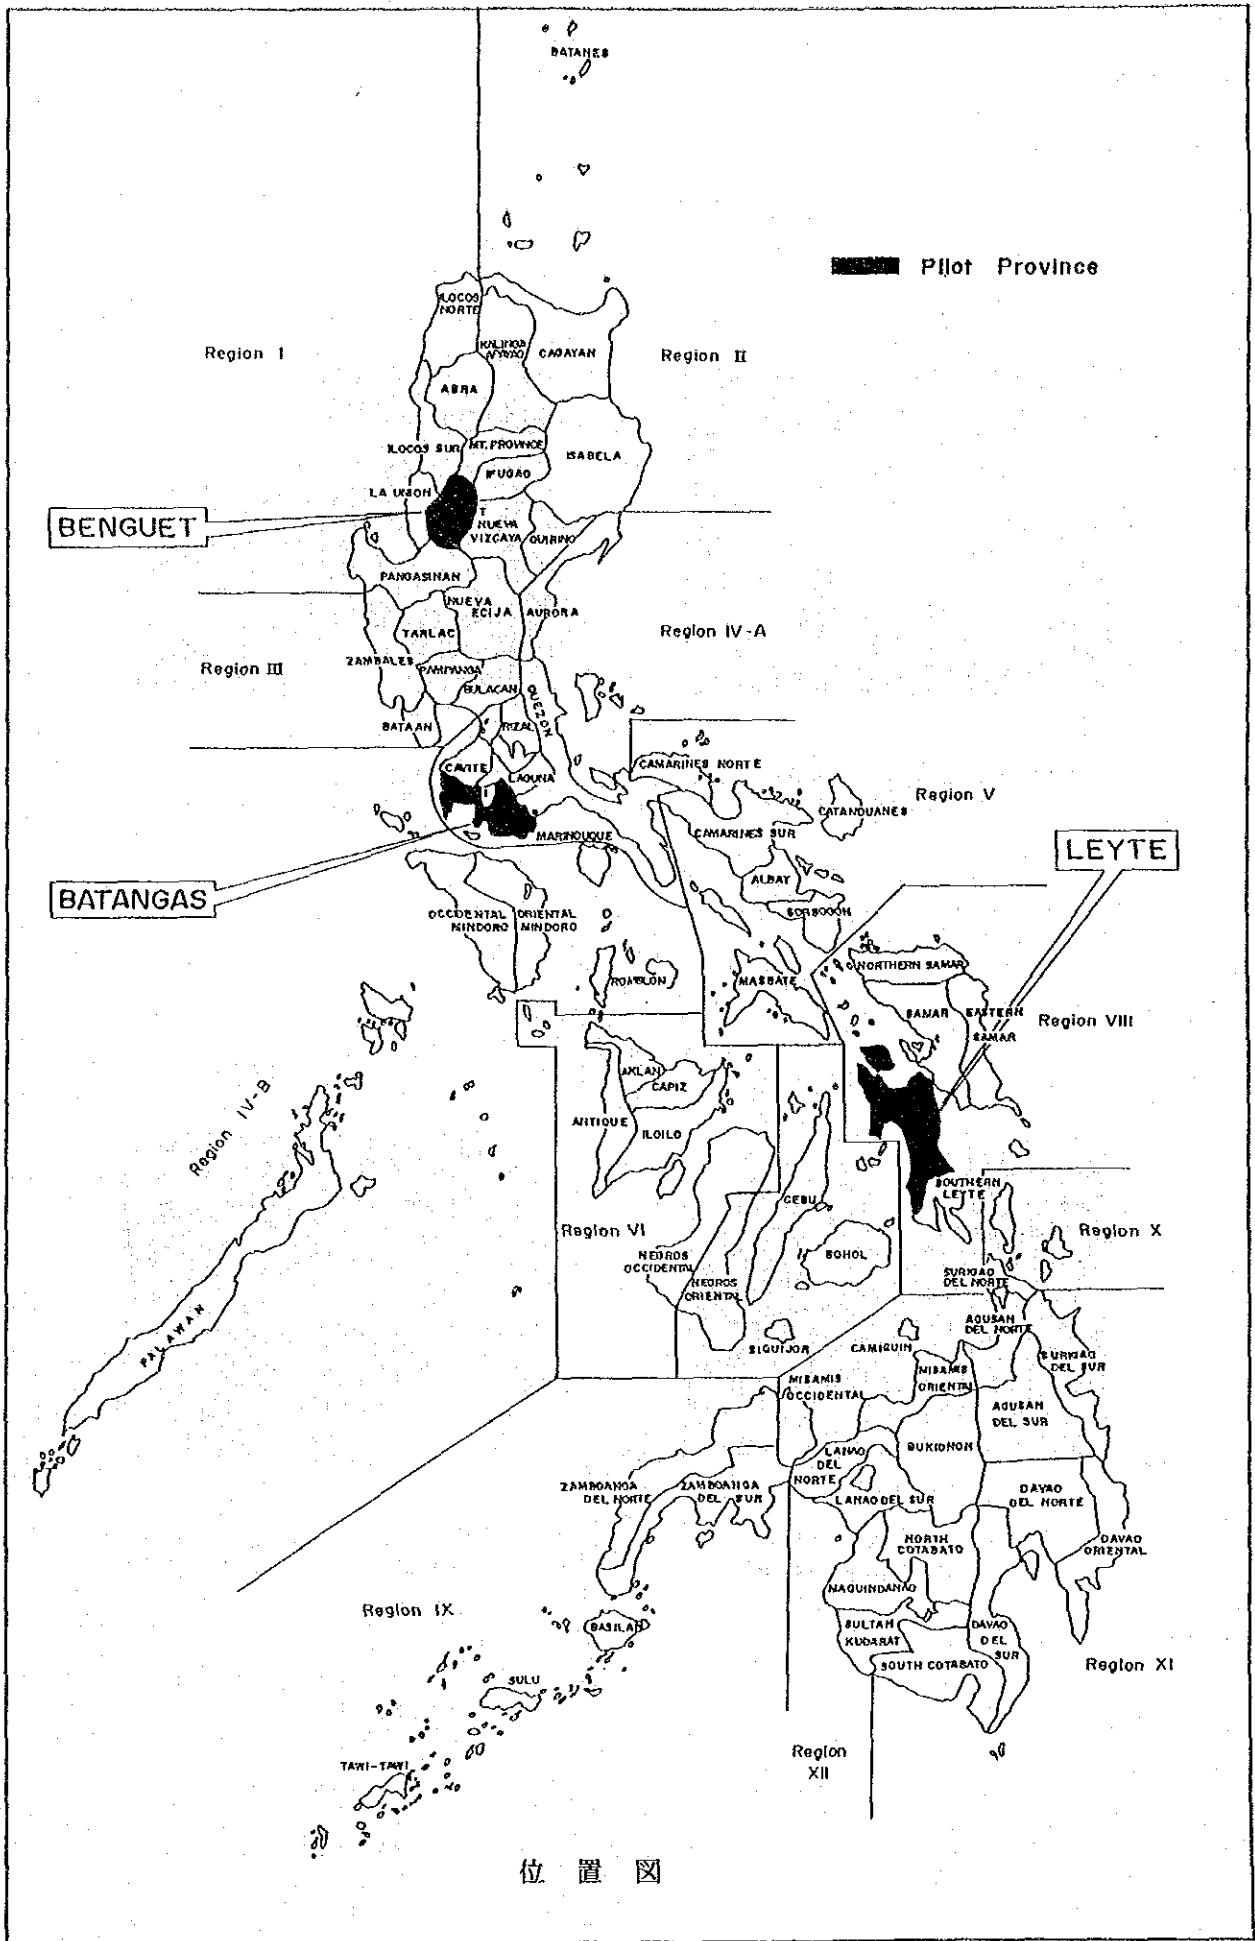 BATANES
Pilot Province
ILOCOS
NORTE
Region I
CAGAYAN
Region II
ABRA
ILOCOS SUR
MT. PROVINCE
ISABELA
IFUGAO
LA UNION
BENGUET
NUEVA
VIZCAYA
QUIRINO
PANGASINAN
NUEVA
ECIJA
AURORA
TARLAC
Region IV-A
Region III
ZAMBALES
PAMPANGA
BULACAN
QUEZON
BATAAN
RIZAL
CAVITE
LAGUNA
CAMARINES NORTE
Region V
CATANDUANES
MARINDUQUE
CAMARINES SUR
LEYTE
ALBAY
BATANGAS
OCCIDENTAL
MINDORO
ORIENTAL
MINDORO
SORSOGON
ROMBLON
MASBATE
NORTHERN SAMAR
SAMAR
EASTERN
SAMAR
Region VIII
AKLAN
CAPIZ
ANTIQUE
ILOILO
Region IV-B
SOUTHERN
LEYTE
CEBU
Region VI
Region X
NEGROS
OCCIDENTAL
BOHOL
NEGROS
ORIENTAL
SURIGAO
DEL NORTE
PALAWAN
AGUSAN
DEL NORTE
SIQUIJOR
CAMIGUIN
SURIGAO
DEL SUR
MISAMIS
OCCIDENTAL
MISAMIS
ORIENTAL
AGUSAN
DEL SUR
BUKIDNON
LANAO
DEL
NORTE
ZAMBOANGA
DEL NORTE
ZAMBOANGA
DEL SUR
LANAO DEL SUR
DAVAO
DEL NORTE
NORTH
COTABATO
DAVAO
ORIENTAL
MAGUINDANAO
Region IX
BASILAN
SULTAN
KUDARAT
DAVAO
DEL
SUR
SOUTH COTABATO
Region XI
SULU
Region
XII
TAWI-TAWI
位置図